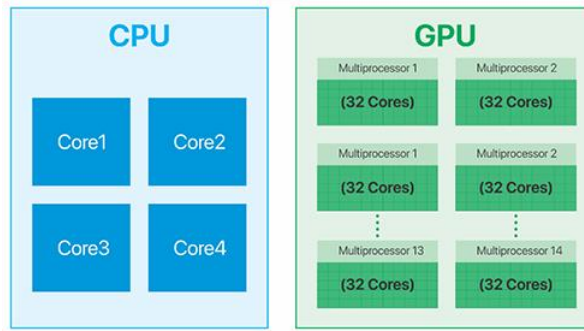 CPU
Core1
Core2
Core3
Core4
GPU
Multiprocessor 1
(32 Cores)
Multiprocessor 2
(32 Cores)
Multiprocessor 1
(32 Cores)
Multiprocessor 2
(32 Cores)
Multiprocessor 13
(32 Cores)
Multiprocessor 14
(32 Cores)